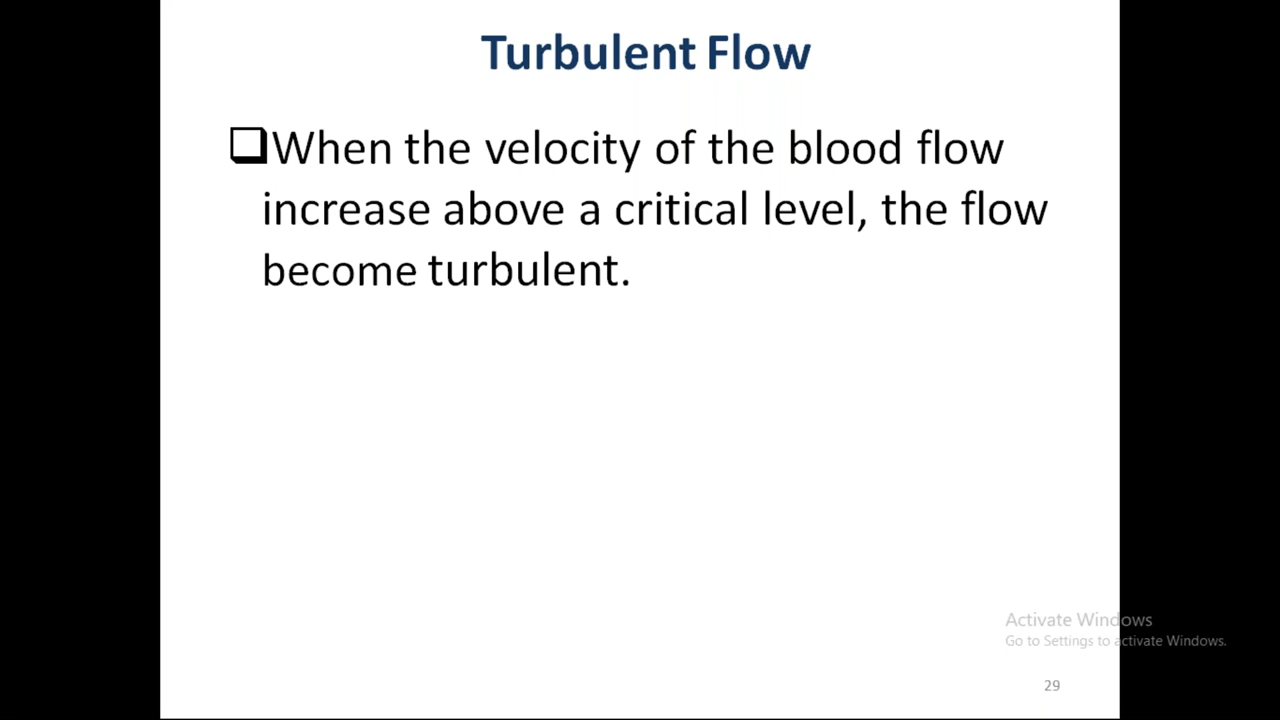 Turbulent Flow
❑When the velocity of the blood flow
increase above a critical level, the flow
become turbulent.
Activate Windows
Go to Settings to activate Windows.
29